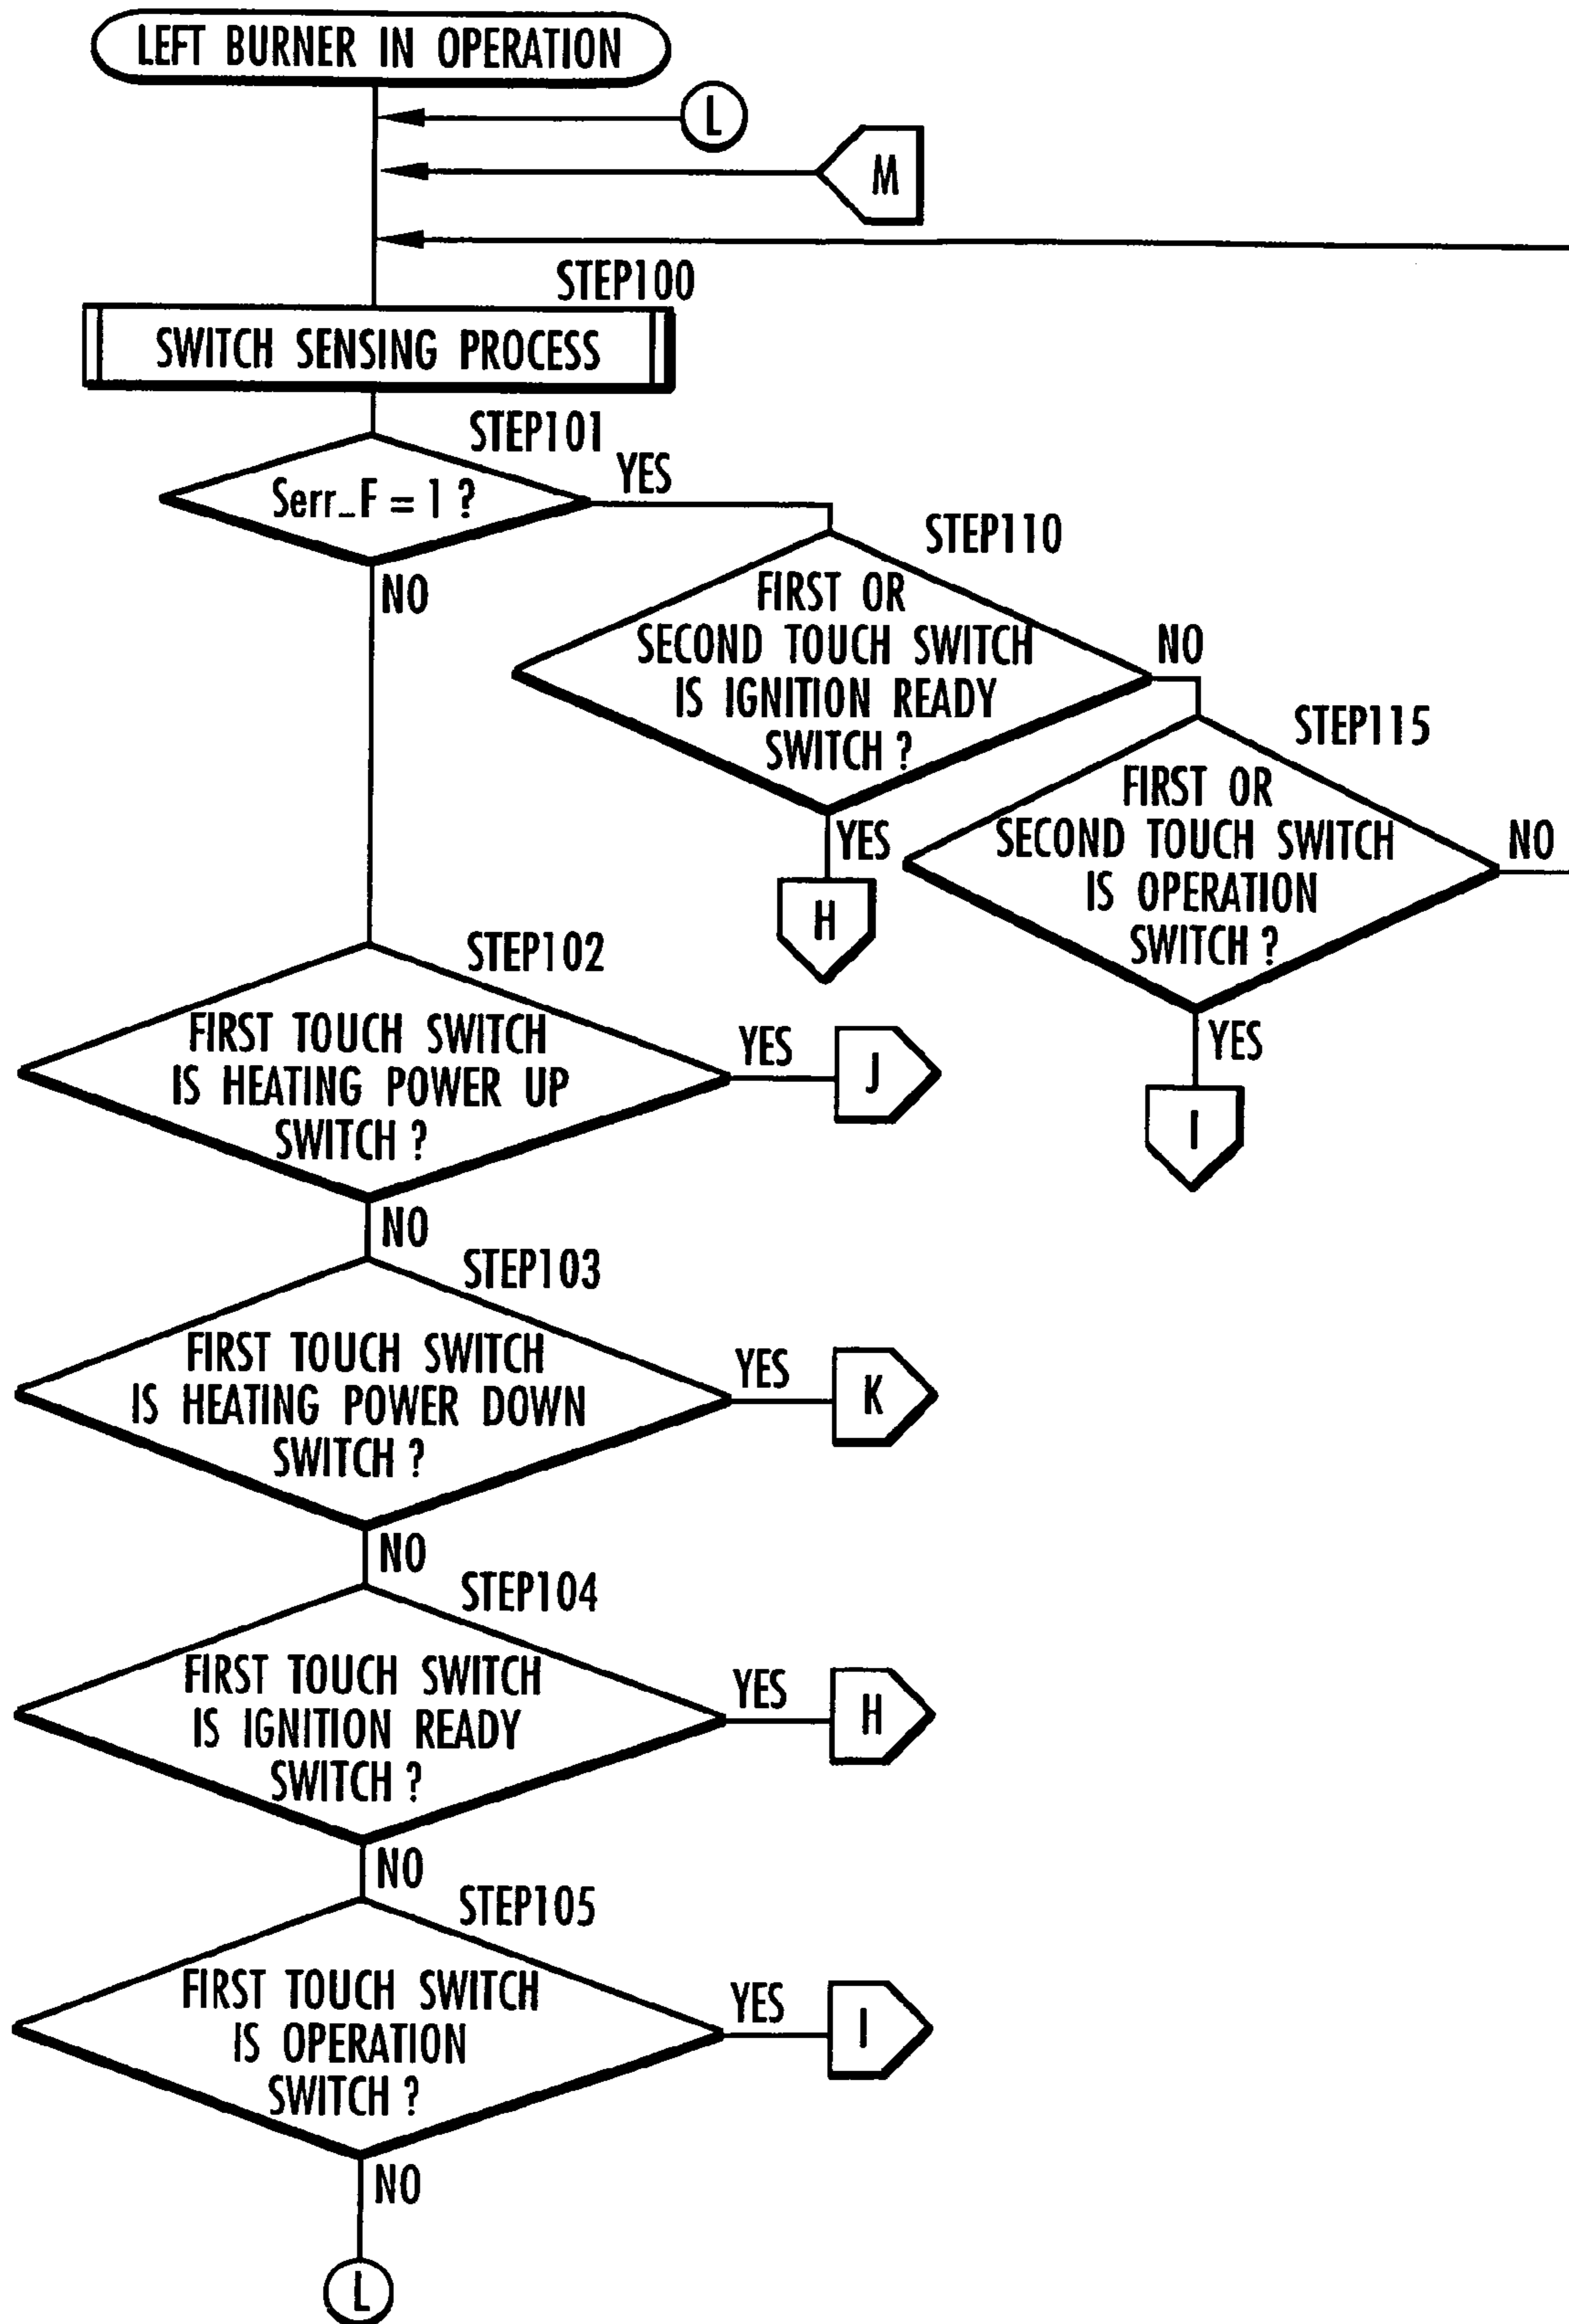 LEFT BURNER IN OPERATION
L
M
STEP100
SWITCH SENSING PROCESS
STEP101
Serr_F = 1 ?
YES
NO
STEP110
FIRST OR
SECOND TOUCH SWITCH
IS IGNITION READY
SWITCH ?
NO
YES
H
STEP115
FIRST OR
SECOND TOUCH SWITCH
IS OPERATION
SWITCH ?
NO
YES
I
STEP102
FIRST TOUCH SWITCH
IS HEATING POWER UP
SWITCH ?
YES
J
NO
STEP103
FIRST TOUCH SWITCH
IS HEATING POWER DOWN
SWITCH ?
YES
K
NO
STEP104
FIRST TOUCH SWITCH
IS IGNITION READY
SWITCH ?
YES
H
NO
STEP105
FIRST TOUCH SWITCH
IS OPERATION
SWITCH ?
YES
I
NO
L